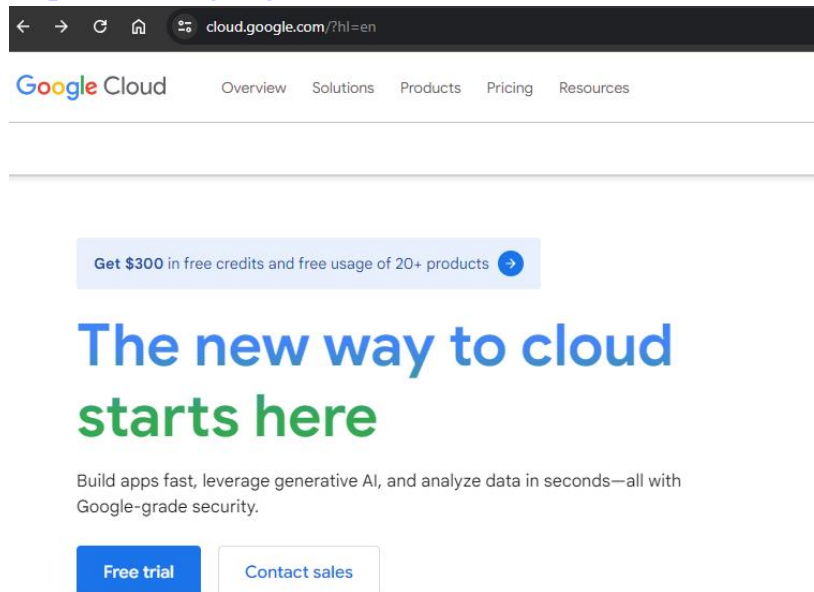 cloud.google.com/?hl=en
Google Cloud Overview Solutions Products Pricing Resources
Get $300 in free credits and free usage of 20+ products
The new way to cloud
starts here
Build apps fast, leverage generative AI, and analyze data in seconds—all with
Google-grade security.
Free trial Contact sales